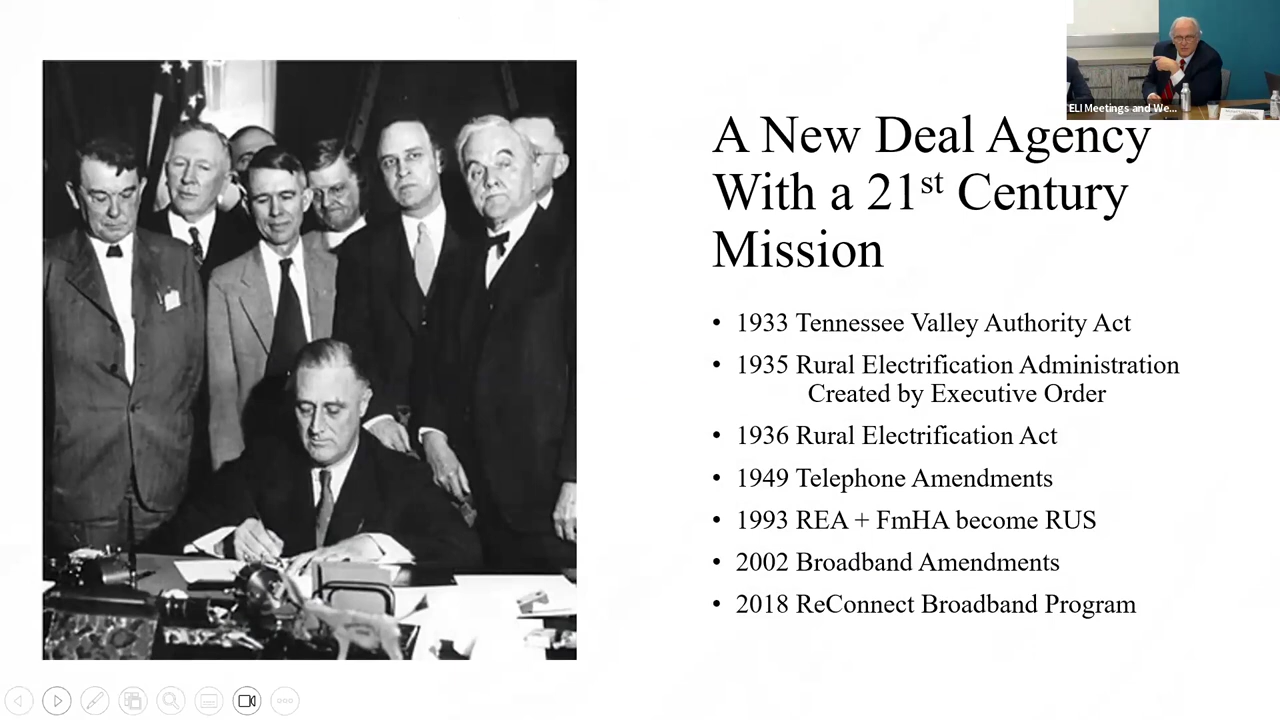 ELI Meetings and We...
A New Deal Agency
With a 21st Century
Mission
• 1933 Tennessee Valley Authority Act
• 1935 Rural Electrification Administration
Created by Executive Order
• 1936 Rural Electrification Act
• 1949 Telephone Amendments
• 1993 REA + FmHA become RUS
• 2002 Broadband Amendments
• 2018 ReConnect Broadband Program